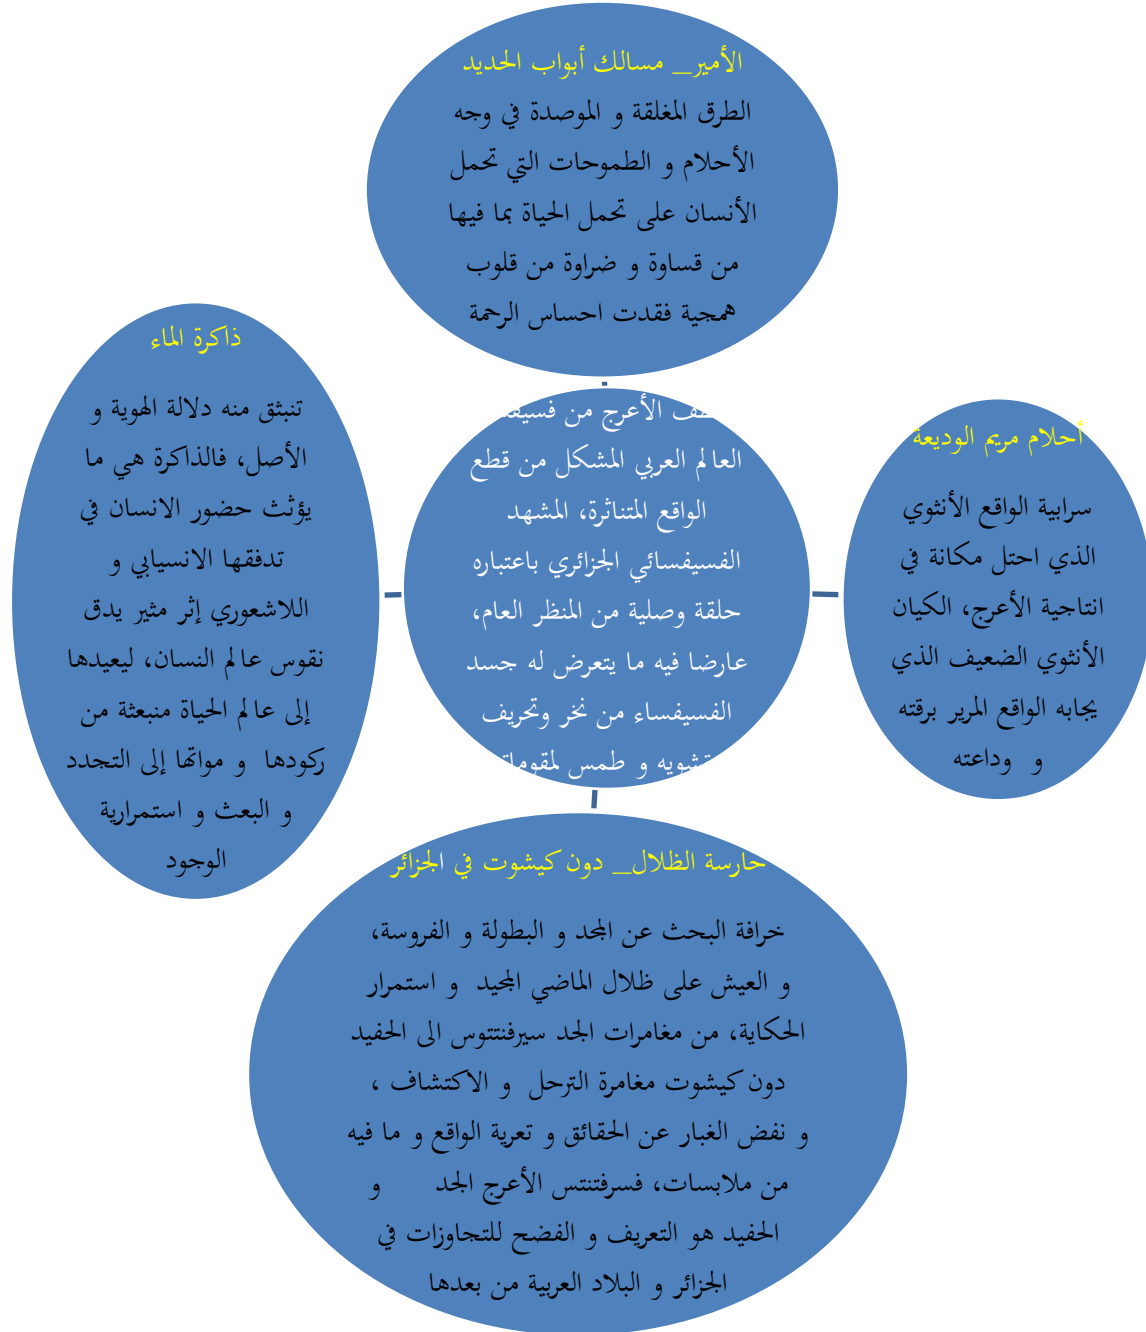 الأمير_ مسالك أبواب الحديد
الطرق المغلقة و الموصدة في وجه
الأحلام و الطموحات التي تحمل
الأنسان على تحمل الحياة بما فيها
من قساوة و ضراوة من قلوب
همجية فقدت احساس الرحمة
ذاكرة الماء
تنبثق منه دلالة الهوية و
الأصل، فالذاكرة هي ما
يؤثث حضور الانسان في
تدفقها الانسيابي و
اللاشعوري إثر مثير يدق
نقوس عالم النسان، ليعيدها
إلى عالم الحياة منبعثة من
ركودها و مواتها إلى التجدد
و البعث و استمرارية
الوجود
الأعرج من
العالم العربي المشكل من قطع
الواقع المتناثرة، المشهد
الفسيفسائي الجزائري باعتباره
حلقة وصلية من المنظر العام،
عارضا فيه ما يتعرض له جسد
الفسيفساء من نخر وتحريف
و طمس
أحلام مريم الوديعة
سرابية الواقع الأنثوي
الذي احتل مكانة في
انتاجية الأعرج، الكيان
الأنثوي الضعيف الذي
يجابه الواقع المرير برقته
و وداعته
حارسة الظلال_ دون كيشوت في الجزائر
خرافة البحث عن المجد و البطولة و الفروسة،
و العيش على ظلال الماضي المجيد و استمرار
الحكاية، من مغامرات الجد سيرفنتتوس الى الحفيد
دون كيشوت مغامرة الترحل و الاكتشاف ،
و نفض الغبار عن الحقائق و تعرية الواقع و ما فيه
من ملابسات، فسرفتنتس الأعرج الجد و
الحفيد هو التعريف و الفضح للتجاوزات في
الجزائر و البلاد العربية من بعدها